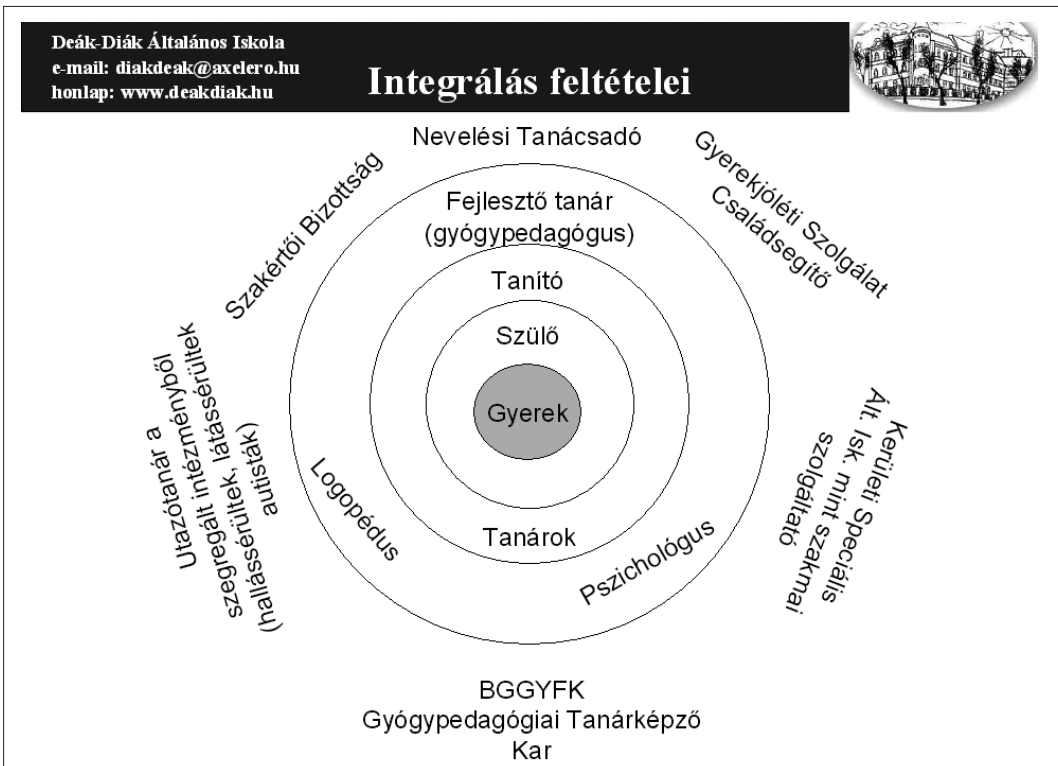 Deák-Diák Általános Iskola
e-mail: diakdeak@axelero.hu
honlap: www.deakdiak.hu
Integrálás feltételei
Nevelési Tanácsadó
Szakértői Bizottság
Gyerekjóléti Szolgálat
Családsegítő
Fejlesztő tanár
(gyógypedagógus)
Tanító
Szülő
Gyerek
Utazótanár a
szegregált intézményből
(hallássérültek, látássérültek
autisták)
Logopédus
Tanárok
Pszichológus
Kerületi Speciális
Ált. Isk. mint szakmai
szolgáltató
BGGYFK
Gyógypedagógiai Tanárképző
Kar